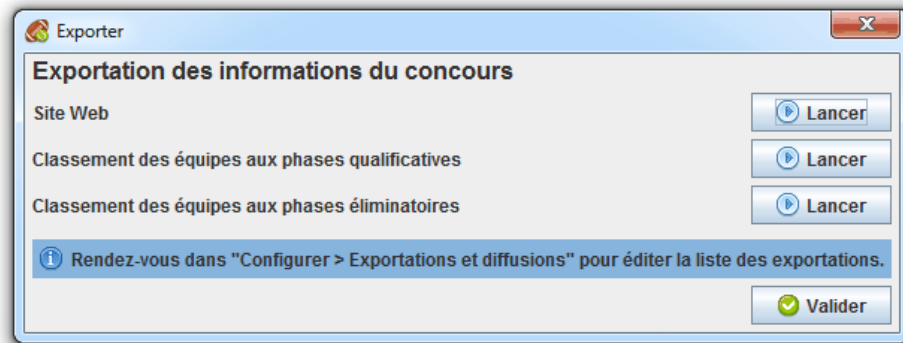 Exporter
Exportation des informations du concours
Site Web
Lancer
Classement des équipes aux phases qualificatives
Lancer
Classement des équipes aux phases éliminatoires
Lancer
Rendez-vous dans "Configurer > Exportations et diffusions" pour éditer la liste des exportations.
Valider